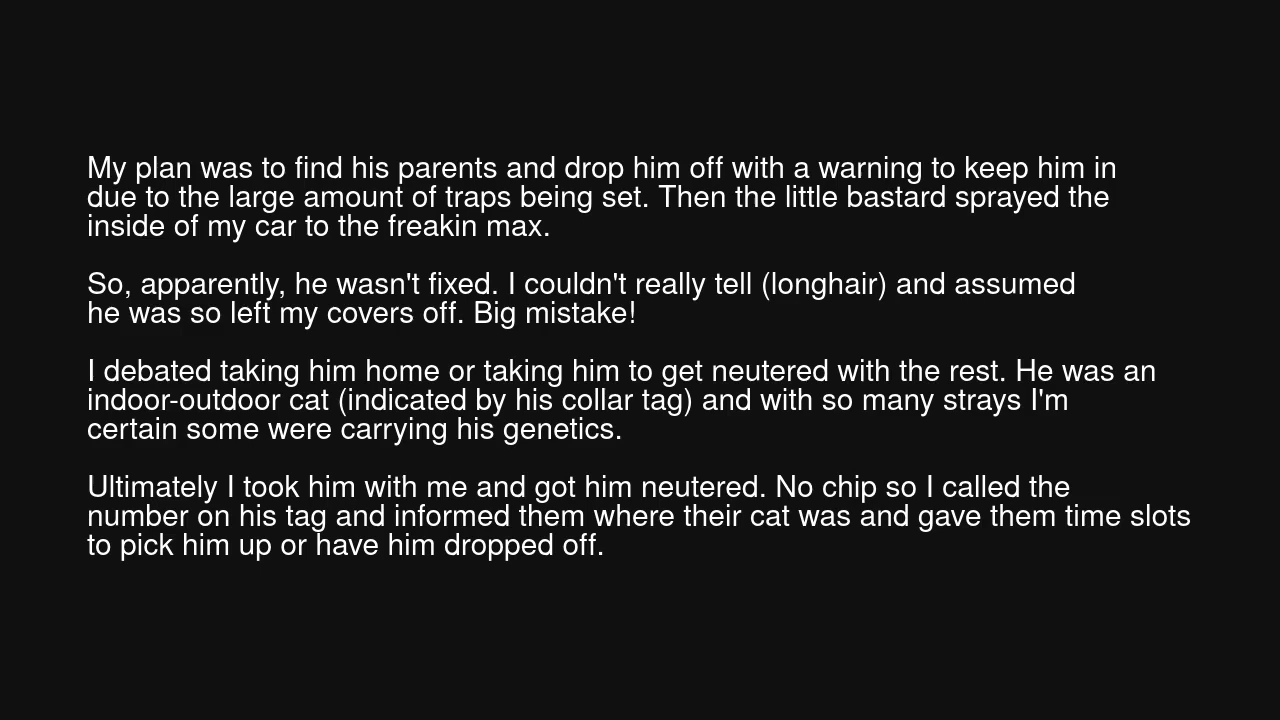 My plan was to find his parents and drop him off with a warning to keep him in
due to the large amount of traps being set. Then the little bastard sprayed the
inside of my car to the freakin max.
So, apparently, he wasn't fixed. I couldn't really tell (longhair) and assumed
he was so left my covers off. Big mistake!
I debated taking him home or taking him to get neutered with the rest. He was an
indoor-outdoor cat (indicated by his collar tag) and with so many strays I'm
certain some were carrying his genetics.
Ultimately I took him with me and got him neutered. No chip so I called the
number on his tag and informed them where their cat was and gave them time slots
to pick him up or have him dropped off.